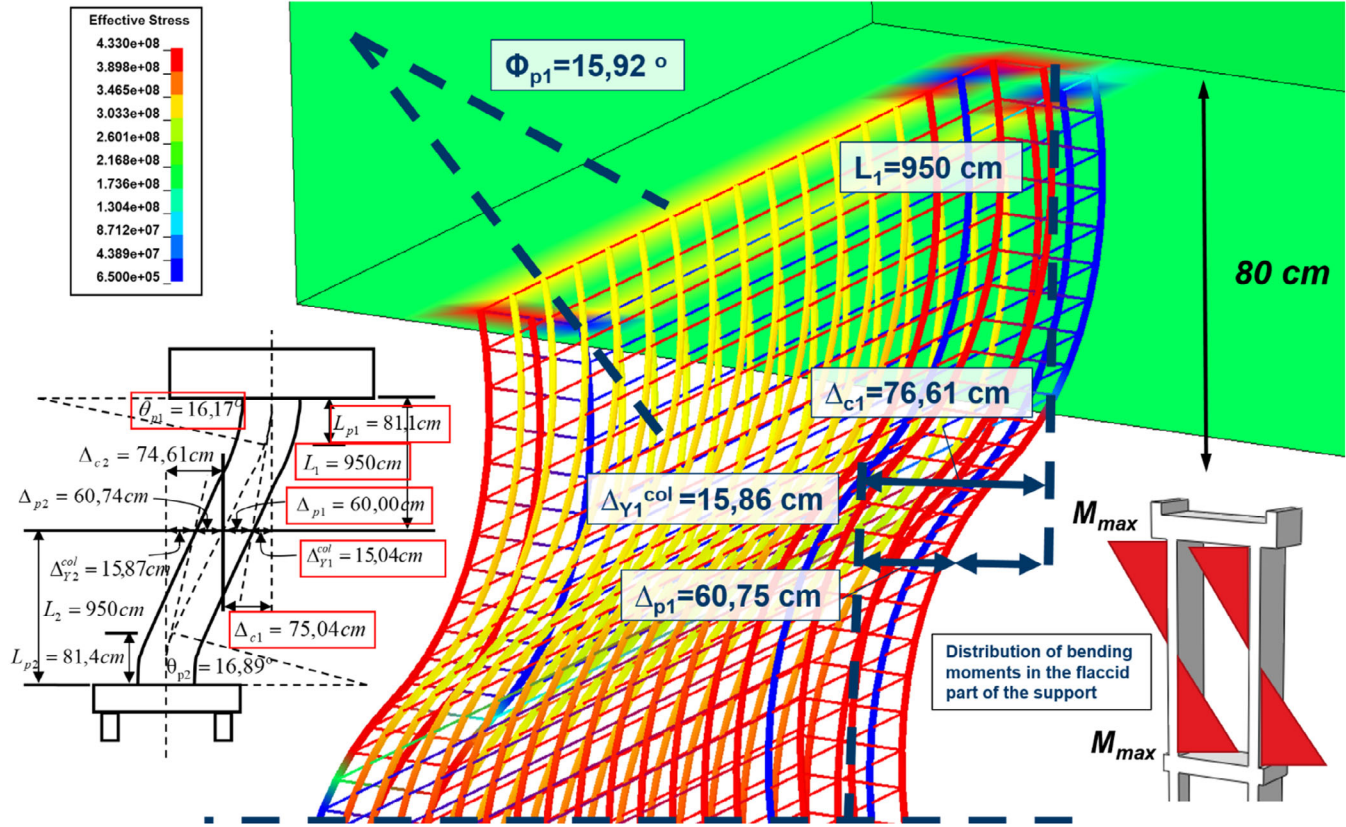 Effective Stress
4.330e+08
3.898e+08
3.465e+08
3.033e+08
2.601e+08
2.168e+08
1.736e+08
1.304e+08
8.712e+07
4.389e+07
6.500e+05
Φp1=15,92 º
L1=950 cm
80 cm
Δc1=76,61 cm
ΔY1col =15,86 cm
Δp1=60,75 cm
θp1 = 16,17º
Lp1 = 81,1cm
L1 = 950cm
Δc2 = 74,61cm
Δp2 = 60,74cm
Δp1 = 60,00cm
ΔcolY2 = 15,87cm
ΔcolY1 = 15,04cm
L2 = 950cm
Δc1 = 75,04cm
Lp2 = 81,4cm
θp2 = 16,89º
Mmax
Distribution of bending
moments in the flaccid
part of the support
Mmax